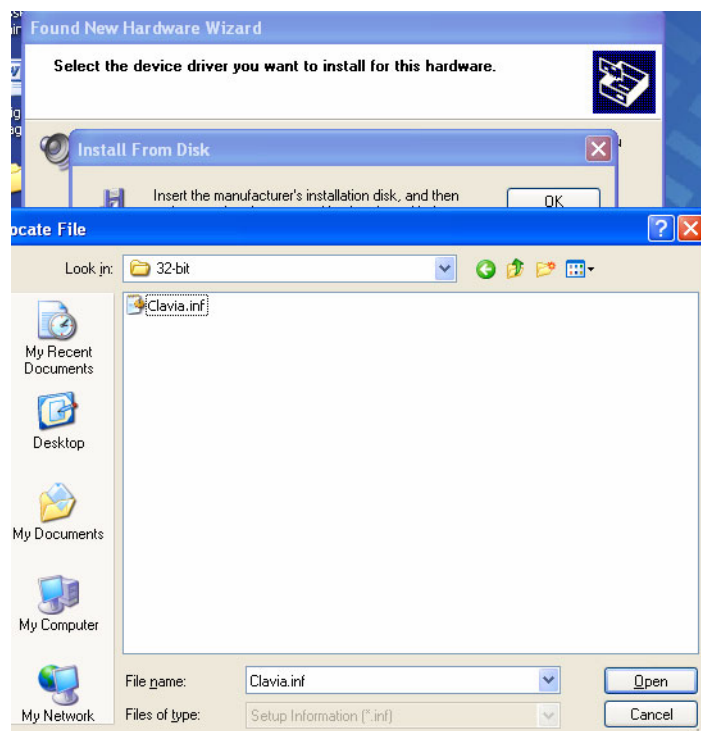 Found New Hardware Wizard
Select the device driver you want to install for this hardware.
Install From Disk
Insert the manufacturer's installation disk, and then
OK
ocate File
Look in:
32-bit
Clavia.inf
My Recent
Documents
Desktop
My Documents
My Computer
My Network
File name:
Clavia.inf
Open
Files of type:
Setup Information (*.inf)
Cancel